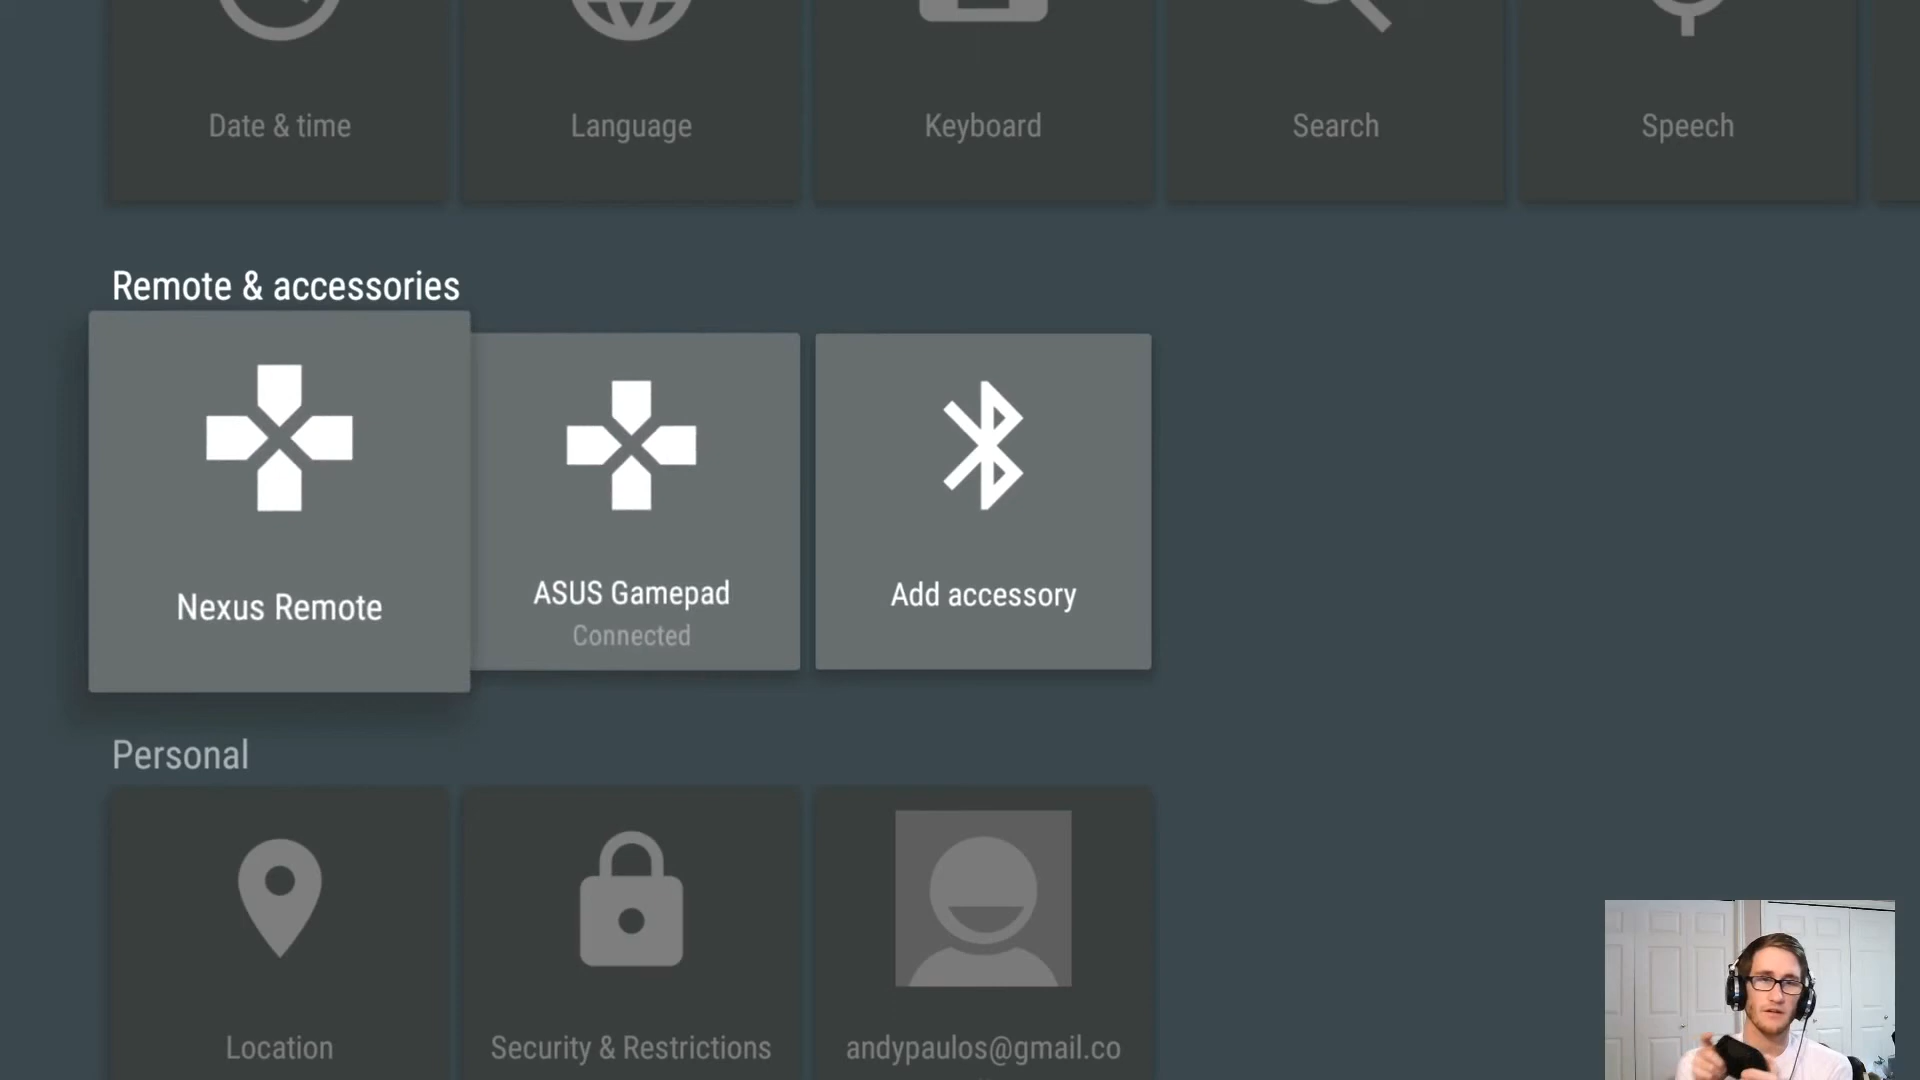 Date & time
Language
Keyboard
Search
Speech
Remote & accessories
Nexus Remote
ASUS Gamepad
Connected
Add accessory
Personal
Location
Security & Restrictions
andypaulos@gmail.co